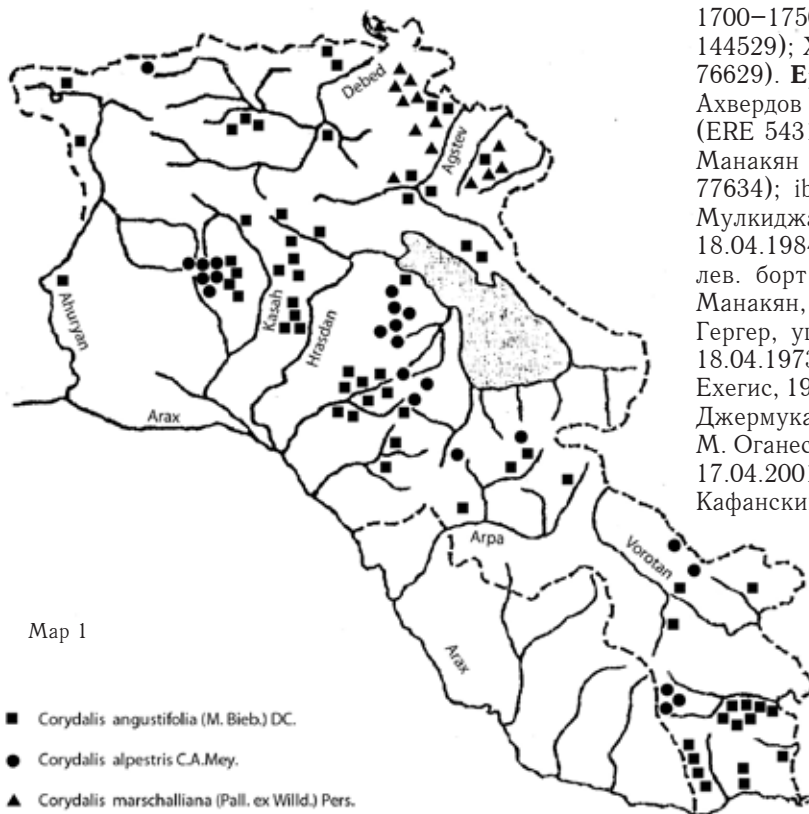 Debed
Agstev
Ahuryan
Kasah
Hrasdan
Arax
Arpa
Vorotan
Arax
Map 1
■ Corydalis angustifolia (M. Bieb.) DC.
● Corydalis alpestris C.A.Mey.
▲ Corydalis marschalliana (Pall. ex Willd.) Pers.
1700–175
144529);
76629). Е
Ахвердов
(ERE 543
Манакян
77634); ib
Мулкиджа
18.04.198
лев. борт
Манакян,
Гергер, у
18.04.1973
Ехегис, 19
Джермука
М. Оганес
17.04.2001
Кафански